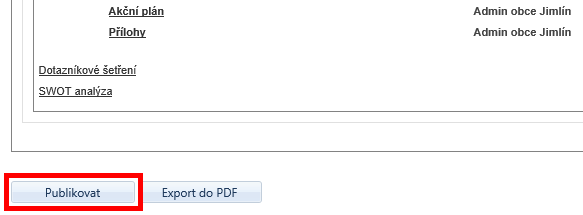 Akční plán Admin obce Jimlín
Přílohy Admin obce Jimlín
Dotazníkové šetření
SWOT analýza
Publikovat Export do PDF